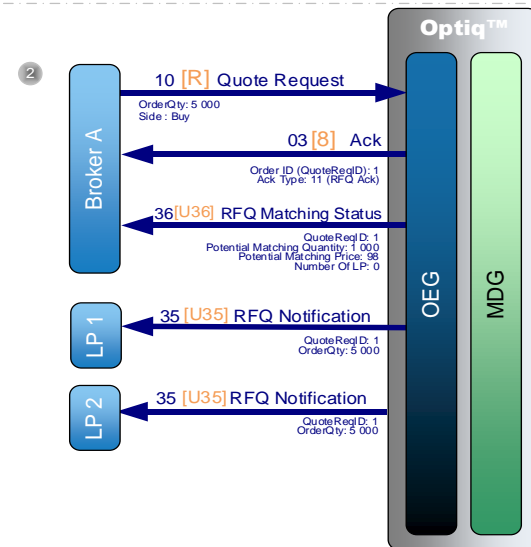 Optiq™
2
Broker A
10 [R] Quote Request
OrderQty: 5 000
Side : Buy
03 [8] Ack
Order ID (QuoteReqID): 1
Ack Type: 11 (RFQ Ack)
36 [U36] RFQ Matching Status
QuoteReqID: 1
Potential Matching Quantity: 1 000
Potential Matching Price: 98
Number Of LP: 0
OEG
MDG
LP 1
35 [U35] RFQ Notification
QuoteReqID: 1
OrderQty: 5 000
LP 2
35 [U35] RFQ Notification
QuoteReqID: 1
OrderQty: 5 000